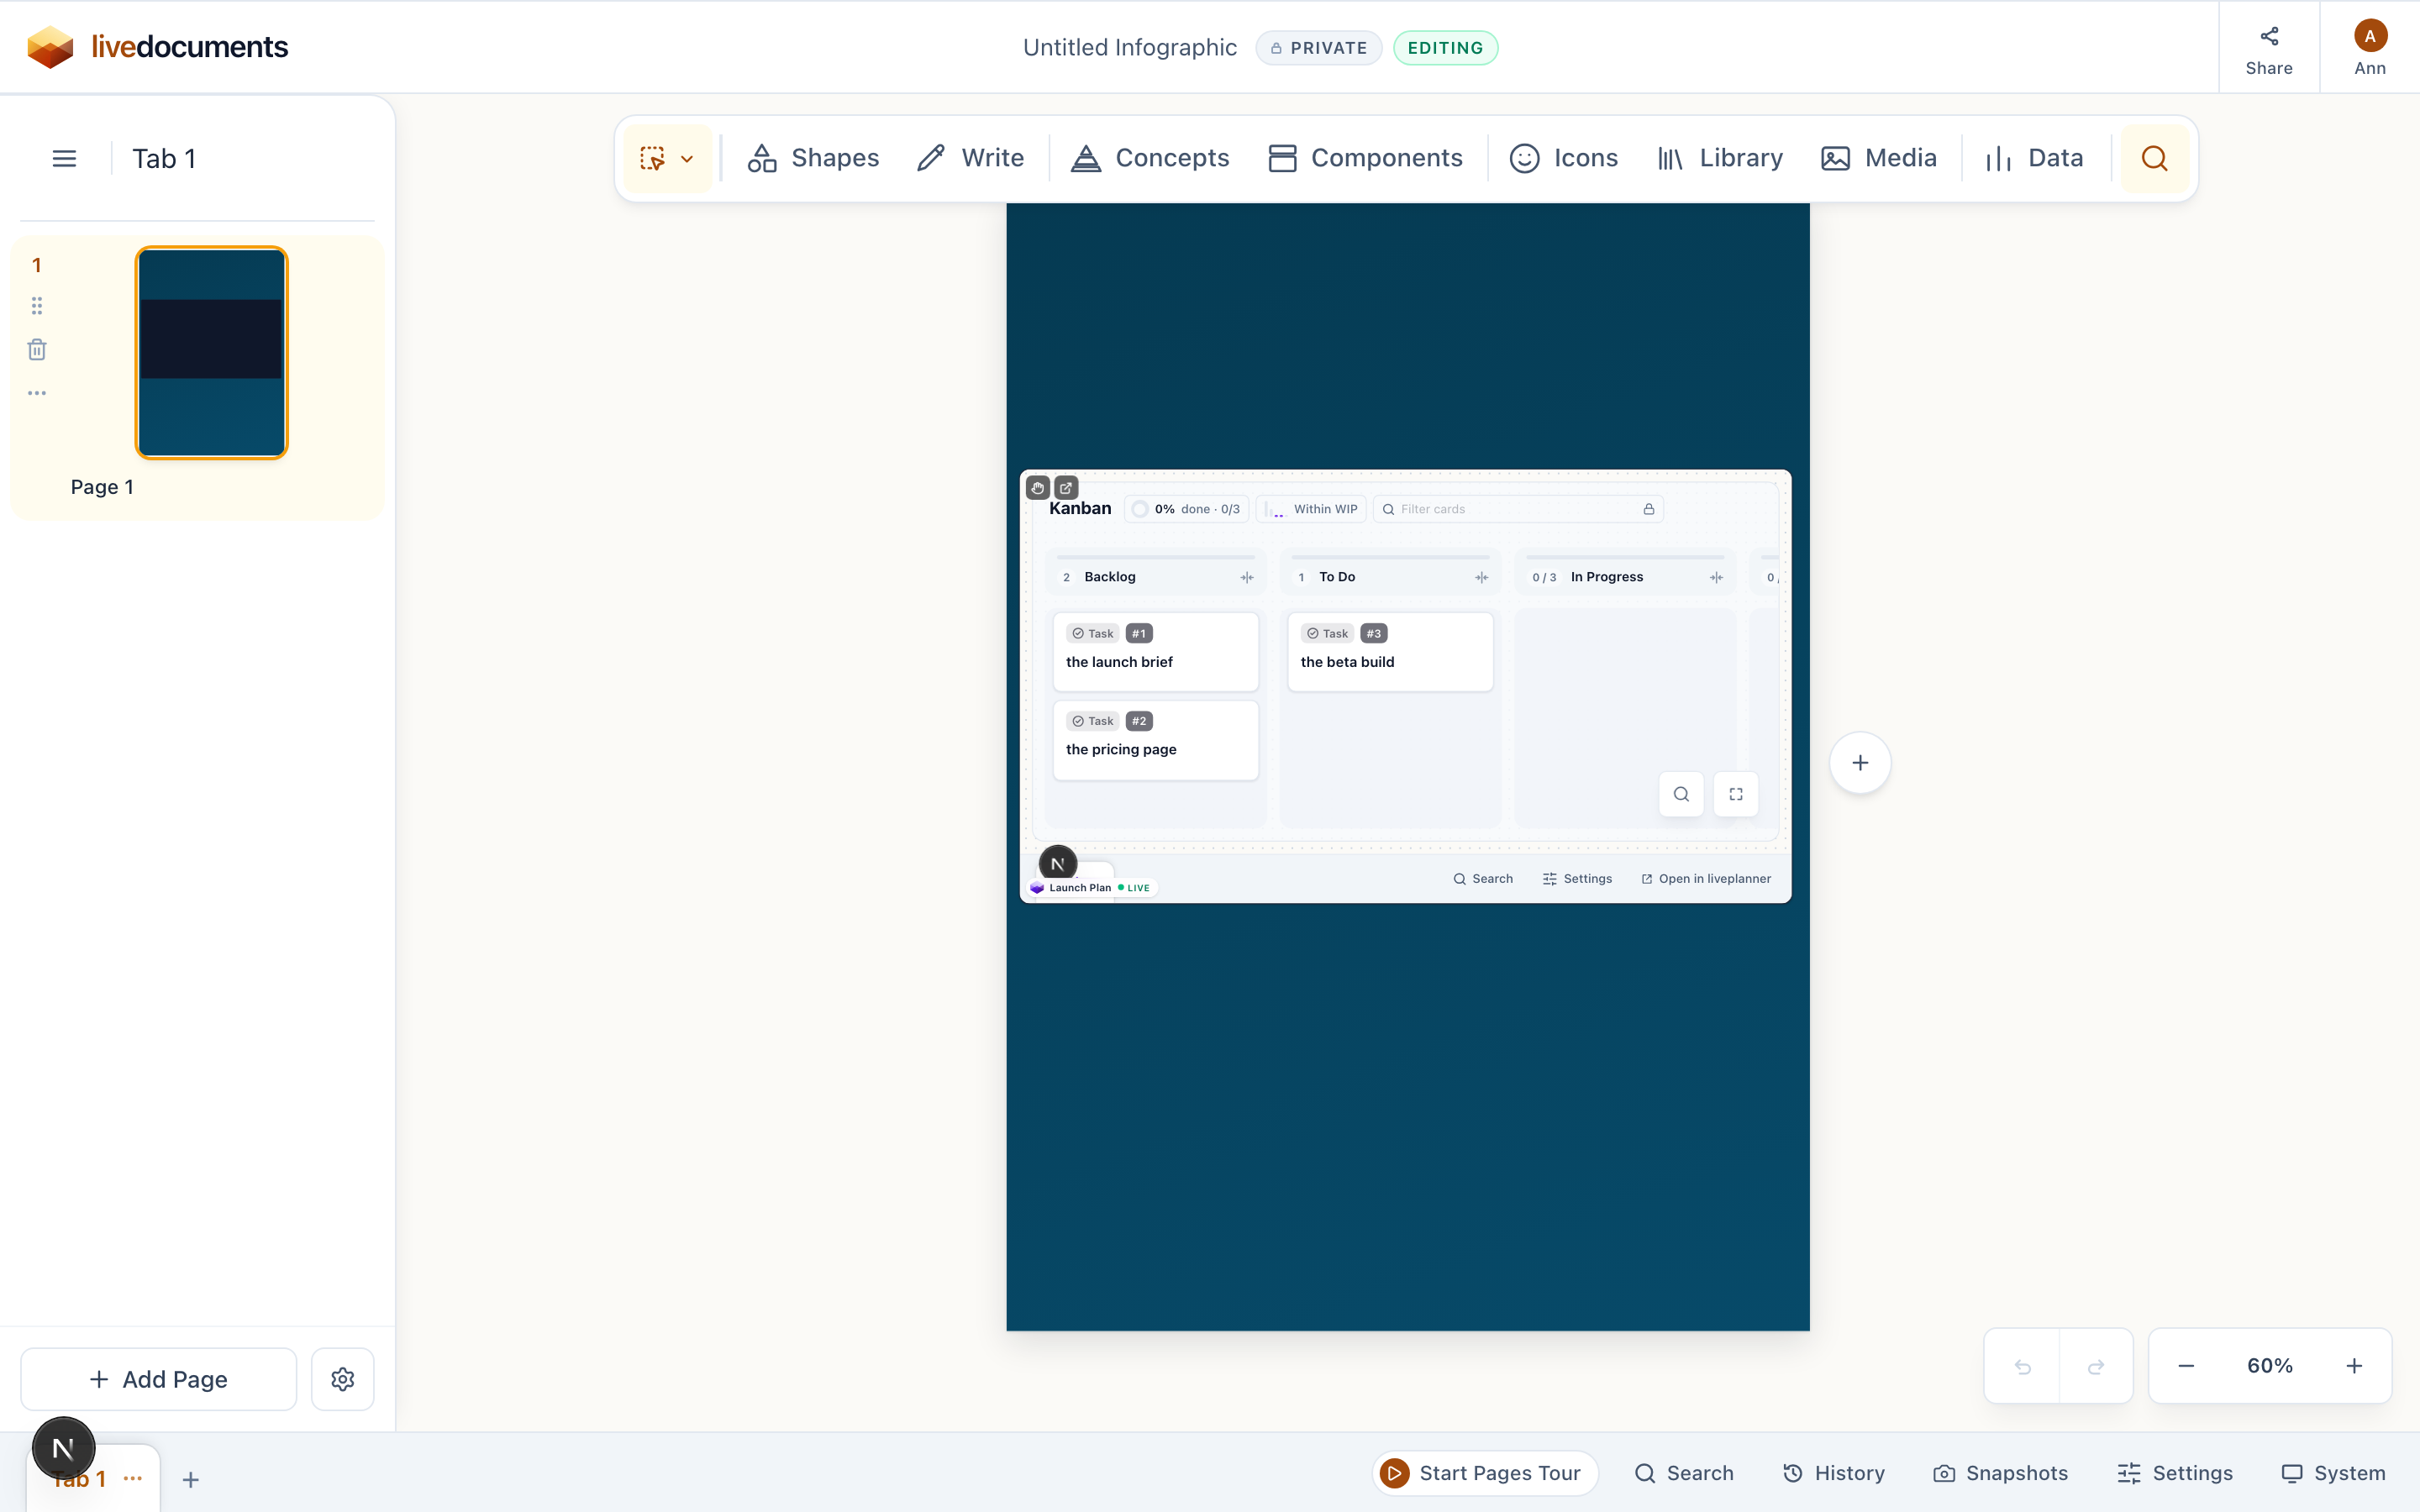 livedocuments
Untitled Infographic
PRIVATE
EDITING
Share
A
Ann
Tab 1
Shapes
Write
Concepts
Components
Icons
Library
Media
Data
1
Page 1
Kanban
0% done · 0/3
Within WIP
Filter cards
2 Backlog
1 To Do
0 / 3 In Progress
Task #1
the launch brief
Task #3
the beta build
Task #2
the pricing page
N
Launch Plan
LIVE
Search
Settings
Open in liveplanner
Add Page
60%
N
Tab 1
Start Pages Tour
Search
History
Snapshots
Settings
System